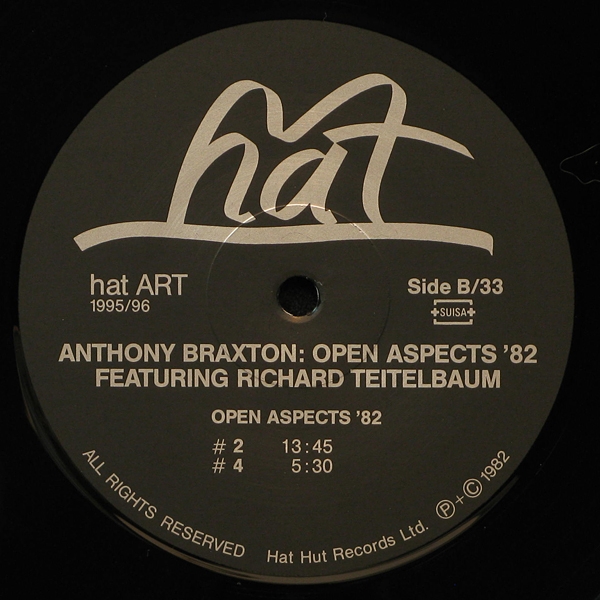 hat
hat ART
1995/96
Side B/33
SUISA
ANTHONY BRAXTON: OPEN ASPECTS ’82
FEATURING RICHARD TEITELBAUM
OPEN ASPECTS ’82
# 2 13:45
# 4 5:30
ALL RIGHTS RESERVED Hat Hut Records Ltd. ℗+© 1982